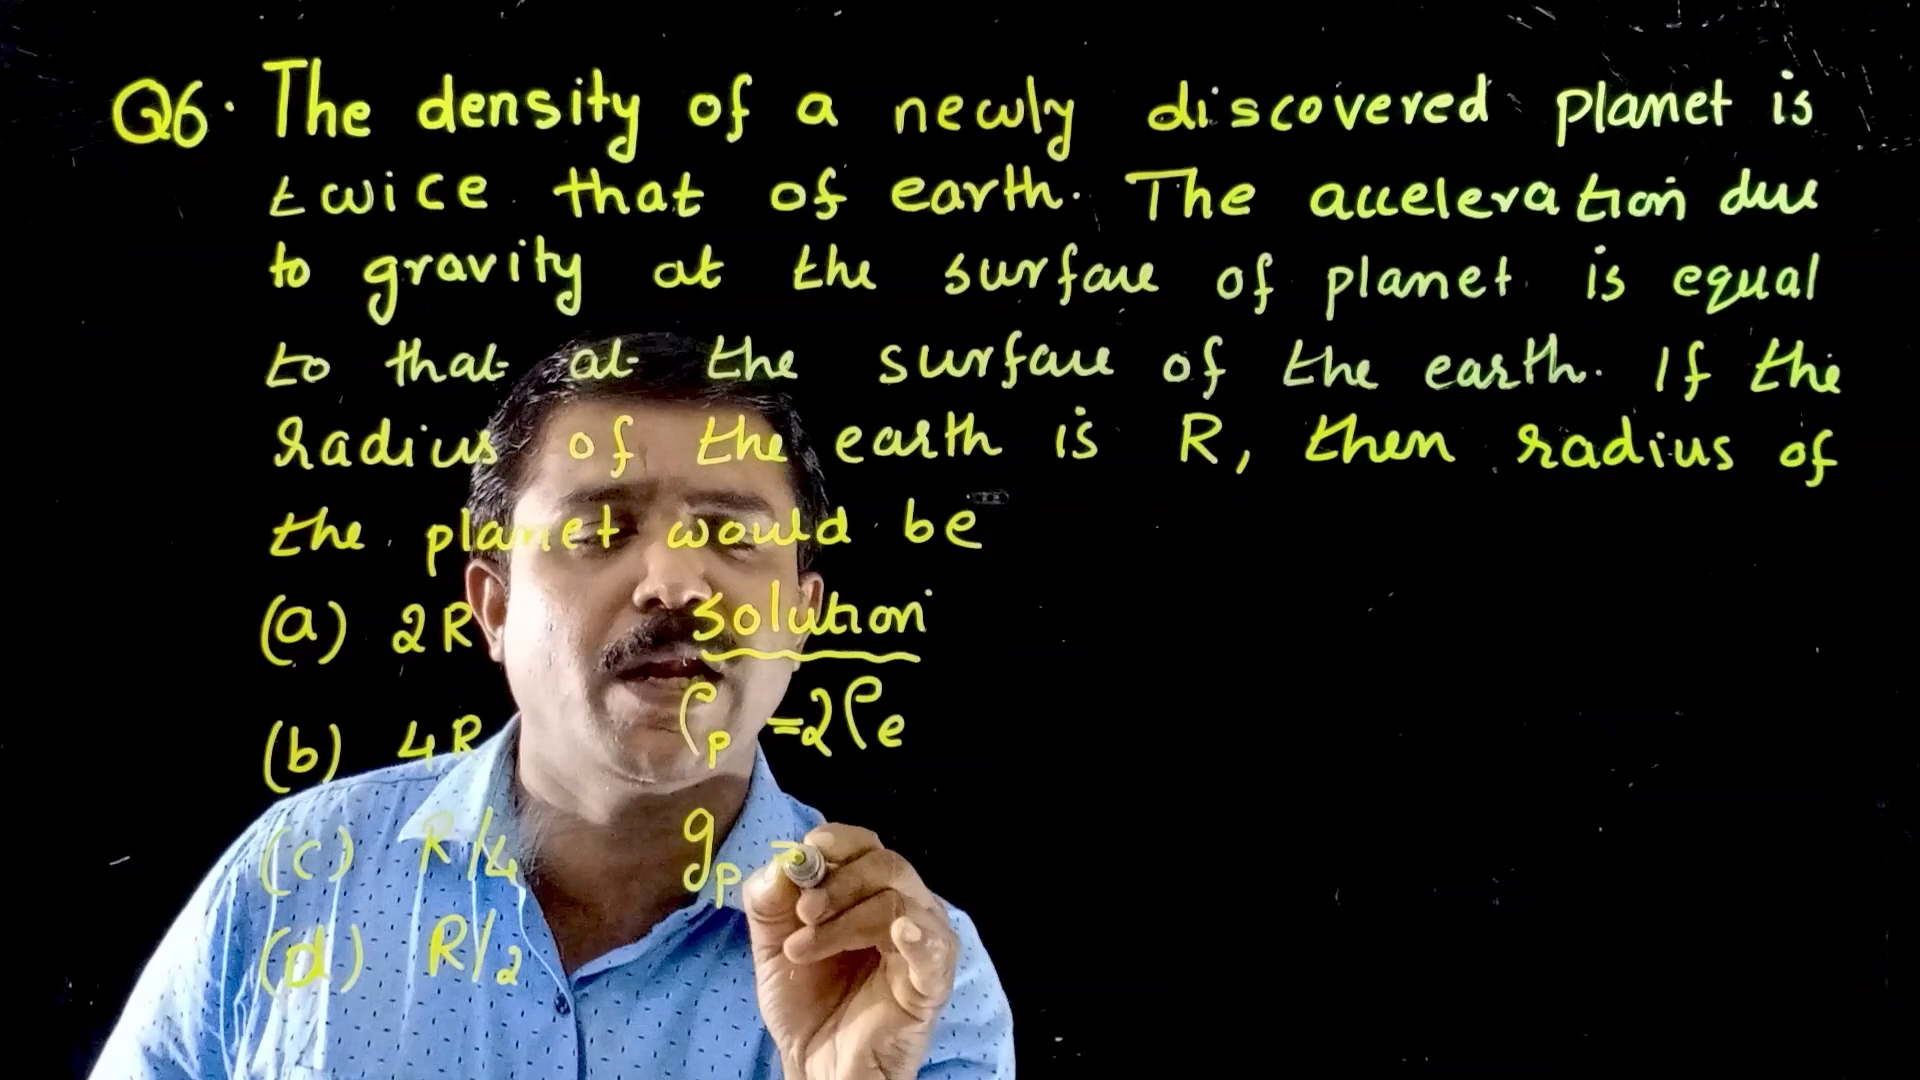 Q6. The density of a newly discovered planet is
twice that of earth. The acceleration due
to gravity at the surface of planet is equal
to that at the surface of the earth. If the
radius of the earth is R, then radius of
the planet would be
(a) 2R
solution
ρp = 2ρe
(b) 4R
(c) R/4
gp =
(d) R/2